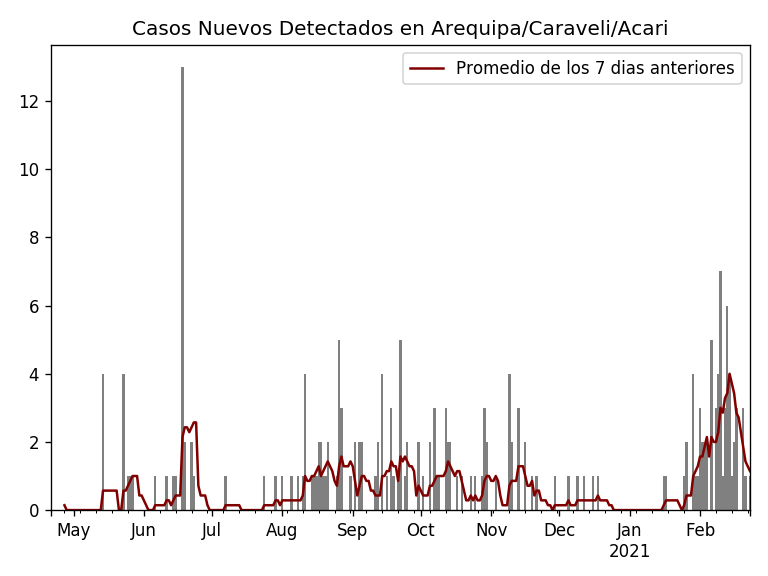 Casos Nuevos Detectados en Arequipa/Caraveli/Acari
Promedio de los 7 dias anteriores
12
10
8
6
4
2
0
May Jun Jul Aug Sep Oct Nov Dec Jan Feb
2021